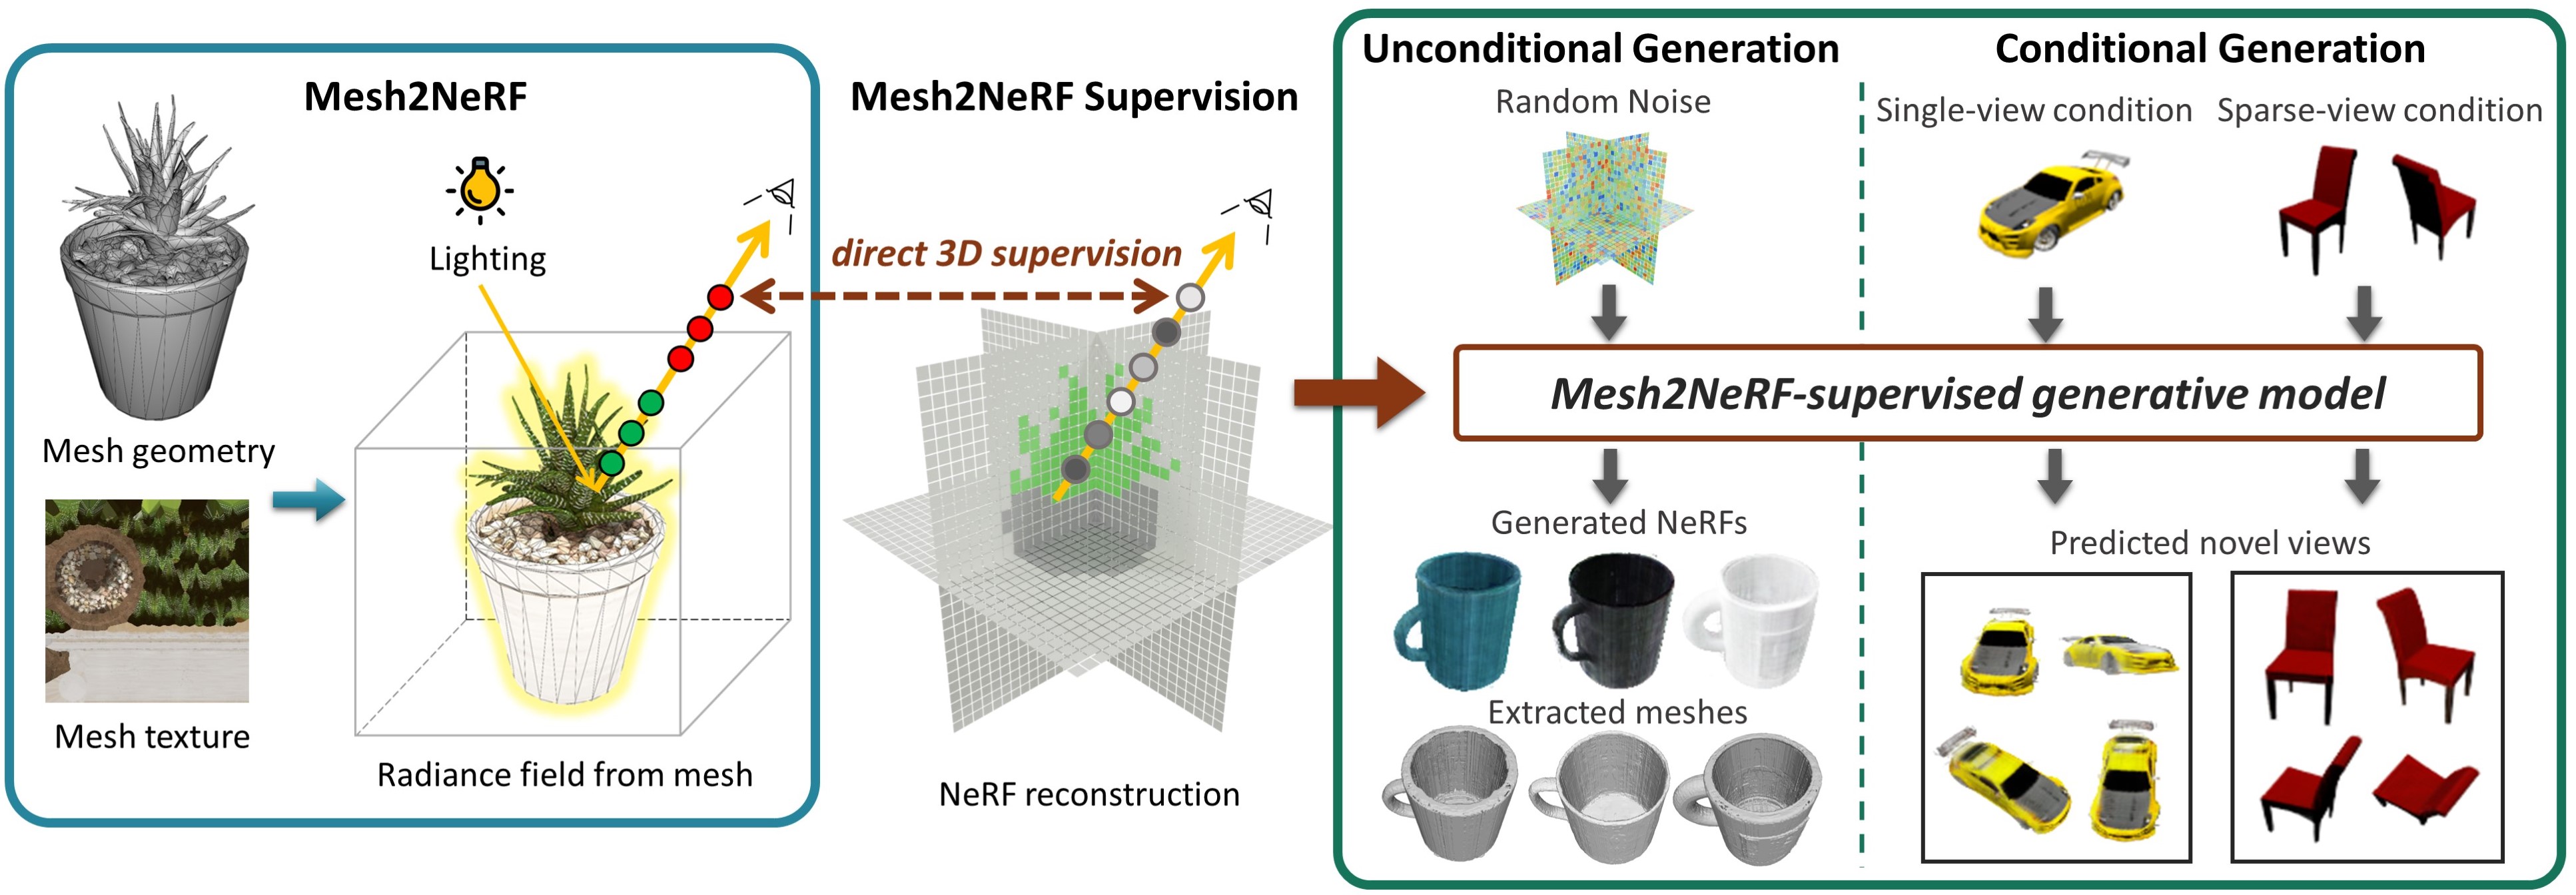 Mesh2NeRF
Lighting
Mesh geometry
Mesh texture
Radiance field from mesh
Mesh2NeRF Supervision
direct 3D supervision
NeRF reconstruction
Unconditional Generation
Random Noise
Conditional Generation
Single-view condition
Sparse-view condition
Mesh2NeRF-supervised generative model
Generated NeRFs
Extracted meshes
Predicted novel views